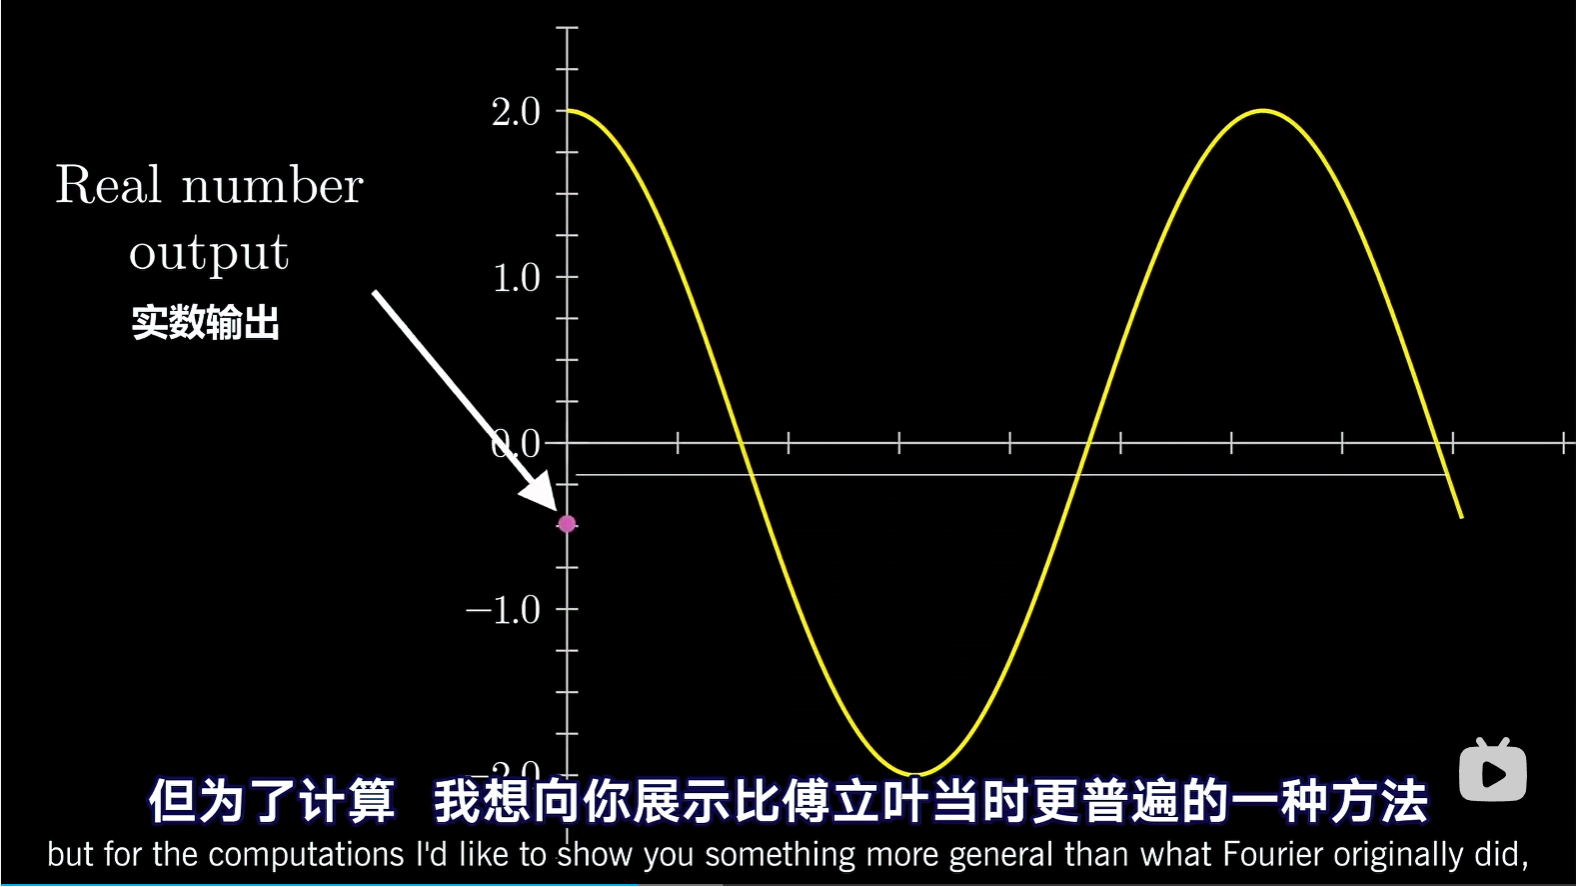 2.0
Real number
output
实数输出
1.0
0.0
−1.0
−2.0
但为了计算 我想向你展示比傅立叶当时更普遍的一种方法
but for the computations I'd like to show you something more general than what Fourier originally did,